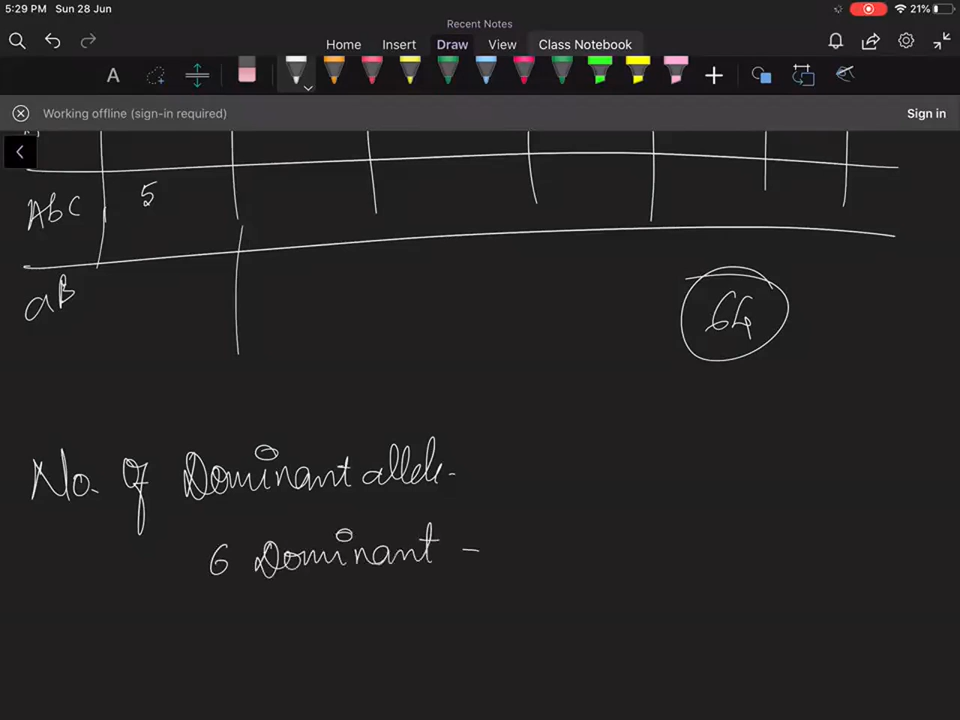 5:29 PM Sun 28 Jun
21%
Recent Notes
Home Insert Draw View Class Notebook
A
Working offline (sign-in required)
Sign in
AbC 5
aB
64
No. of Dominant allele-
6 Dominant -